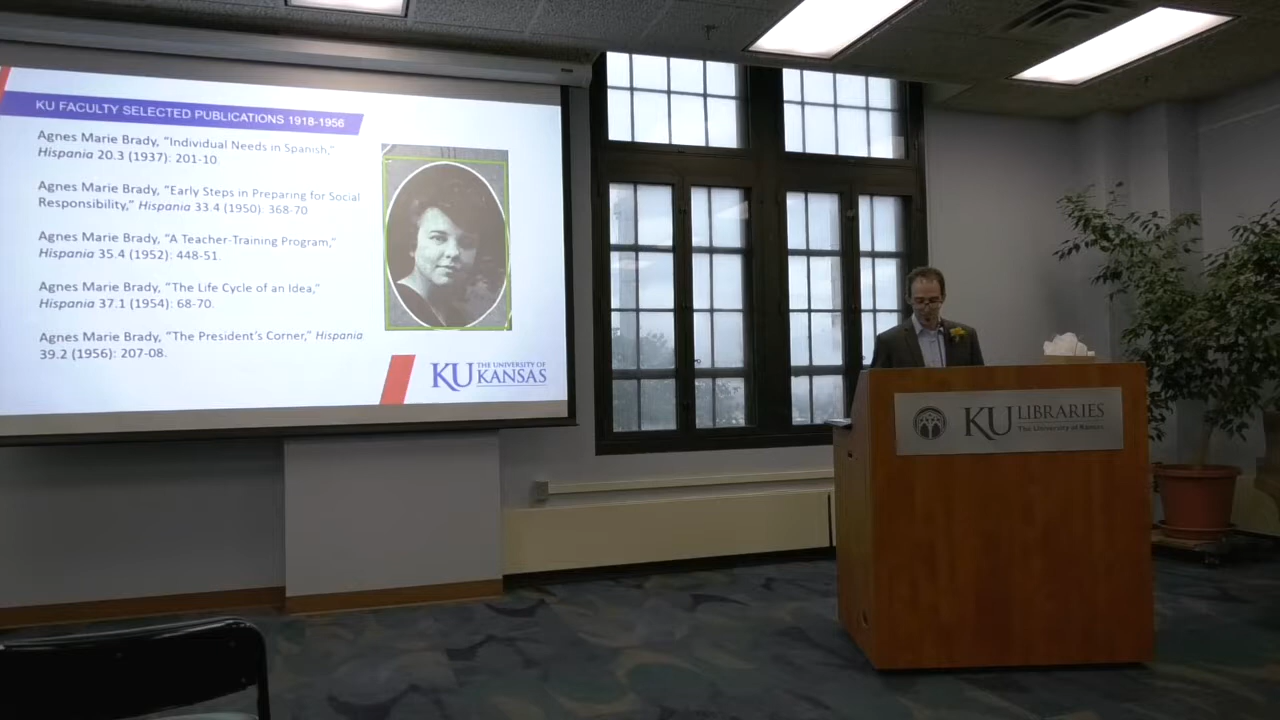 KU FACULTY SELECTED PUBLICATIONS 1918-1956
Agnes Marie Brady, "Individual Needs in Spanish,"
Hispania 20.3 (1937): 201-10.
Agnes Marie Brady, "Early Steps in Preparing for Social
Responsibility," Hispania 33.4 (1950): 368-70
Agnes Marie Brady, "A Teacher-Training Program,"
Hispania 35.4 (1952): 448-51.
Agnes Marie Brady, "The Life Cycle of an Idea,"
Hispania 37.1 (1954): 68-70.
Agnes Marie Brady, "The President's Corner," Hispania
39.2 (1956): 207-08.
KU THE UNIVERSITY OF
KANSAS
KU LIBRARIES
The University of Kansas